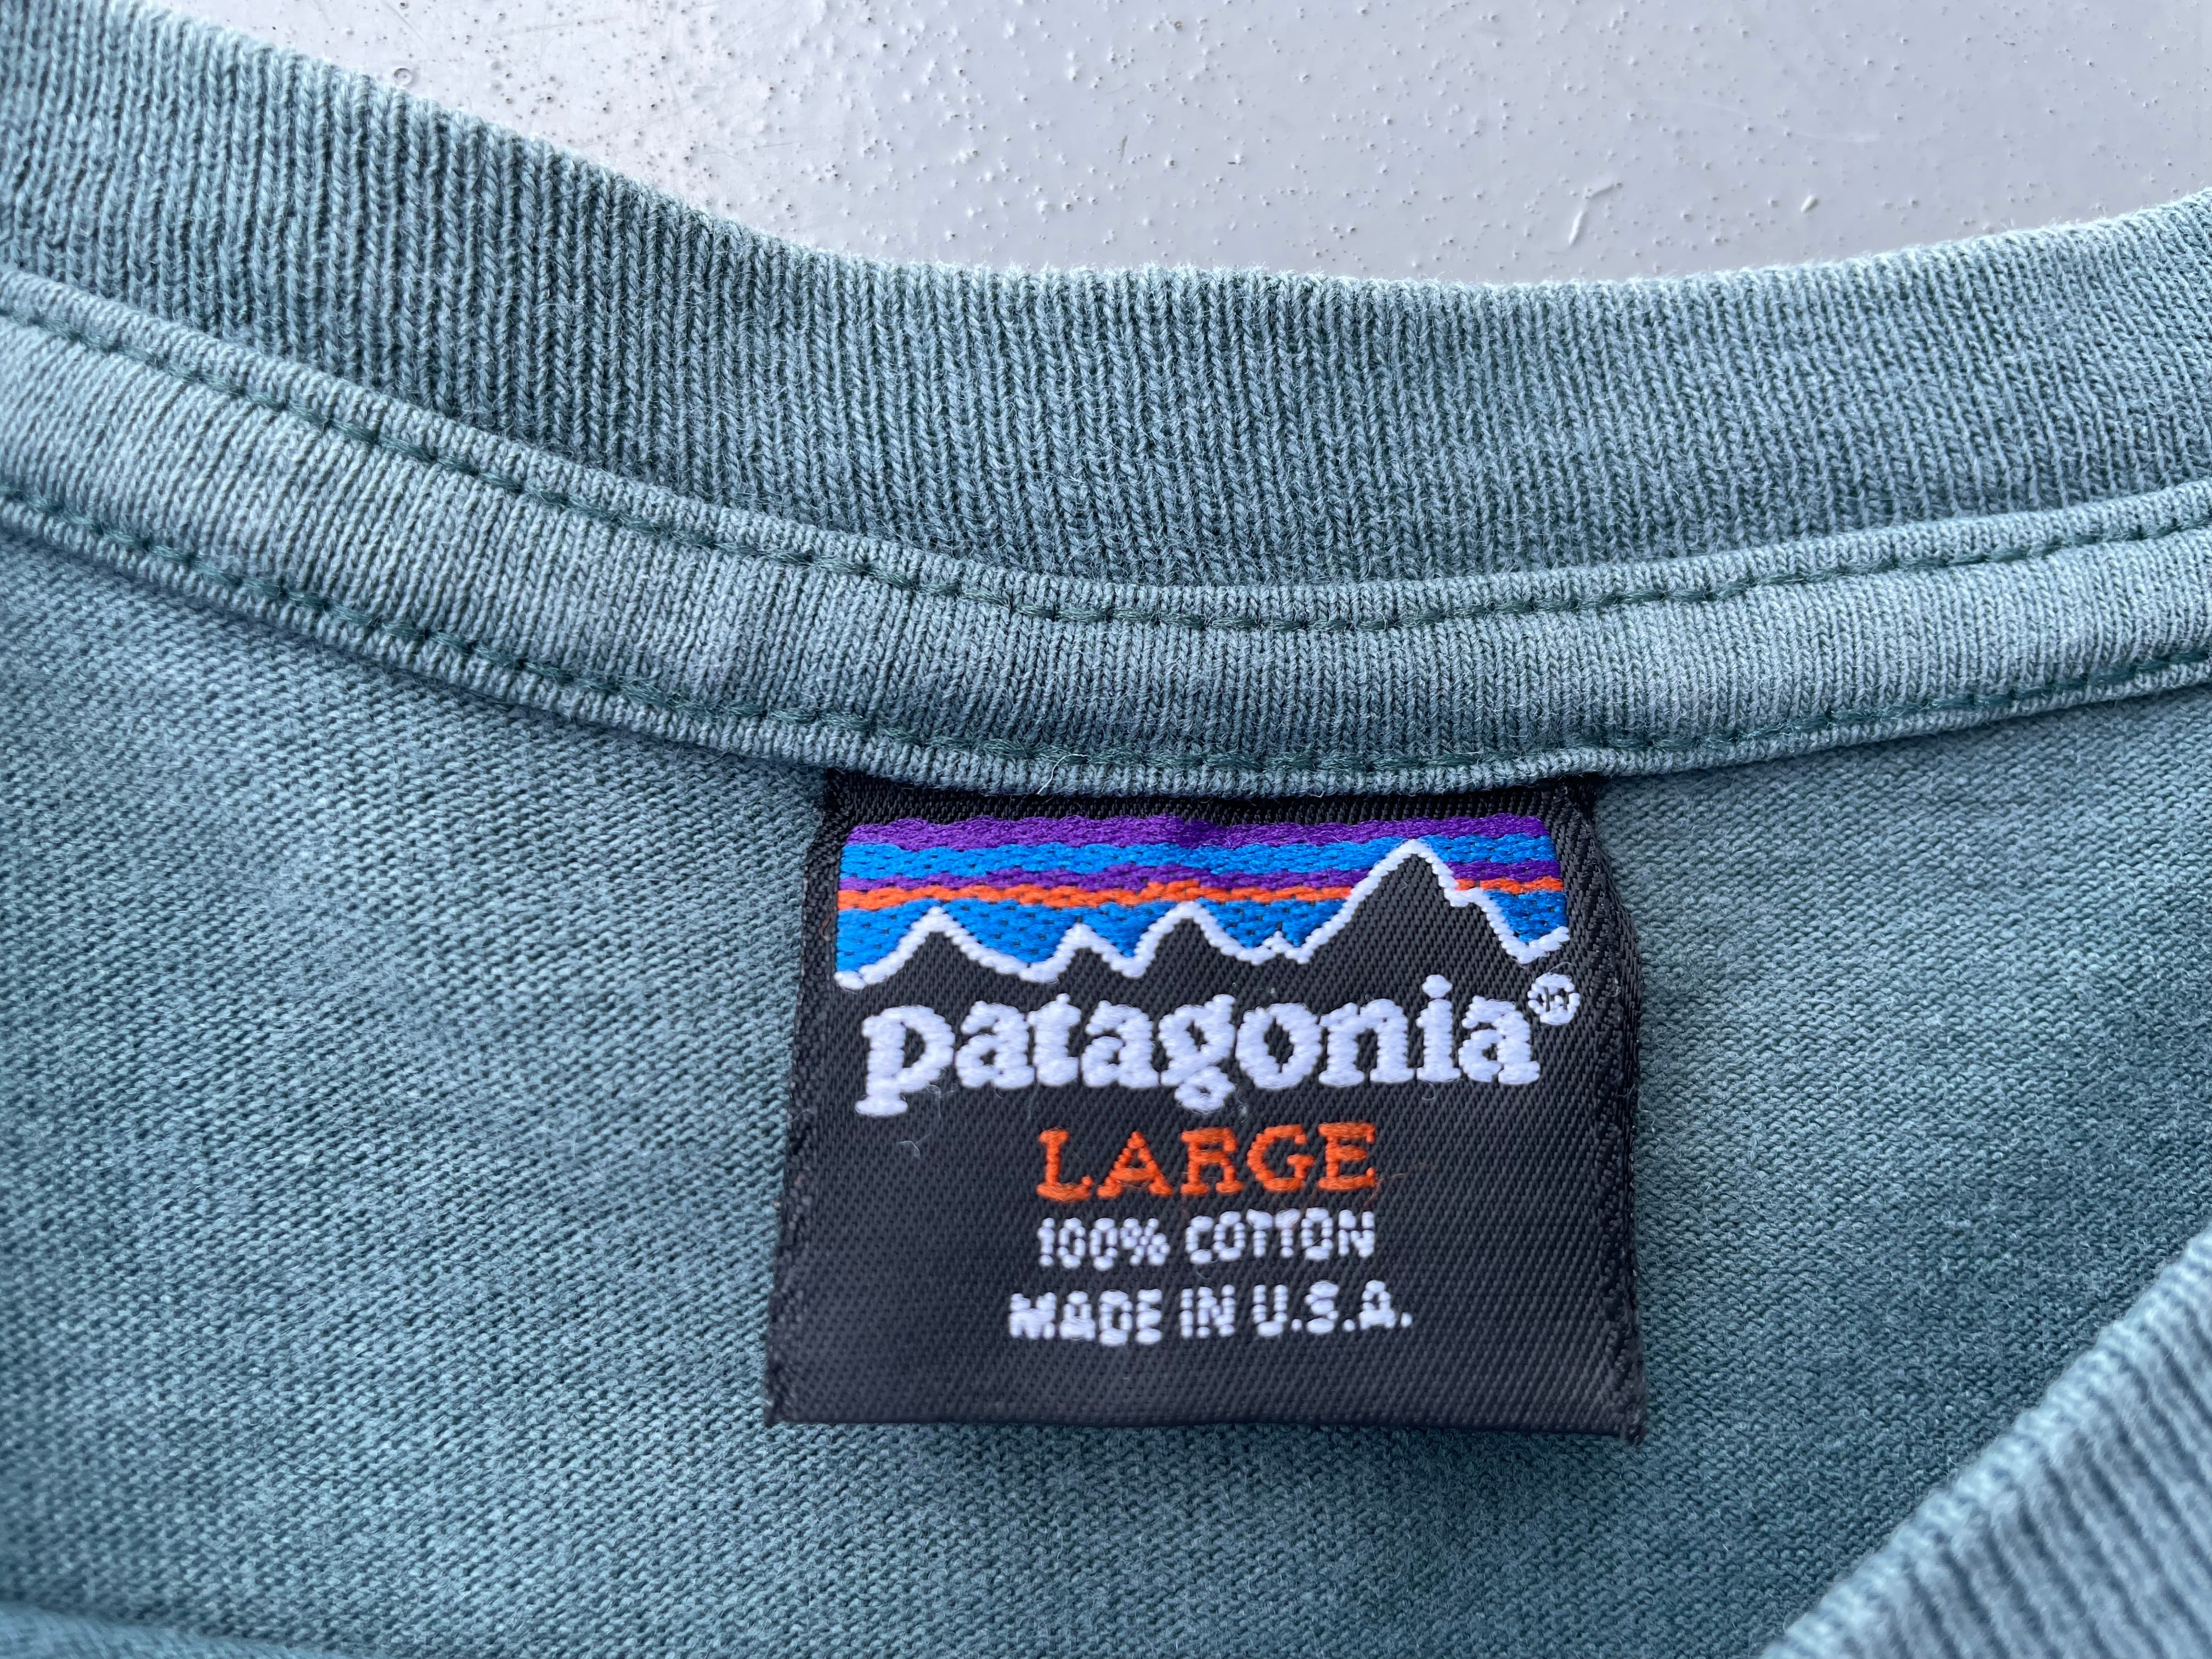 patagonia®
LARGE
100% COTTON
MADE IN U.S.A.